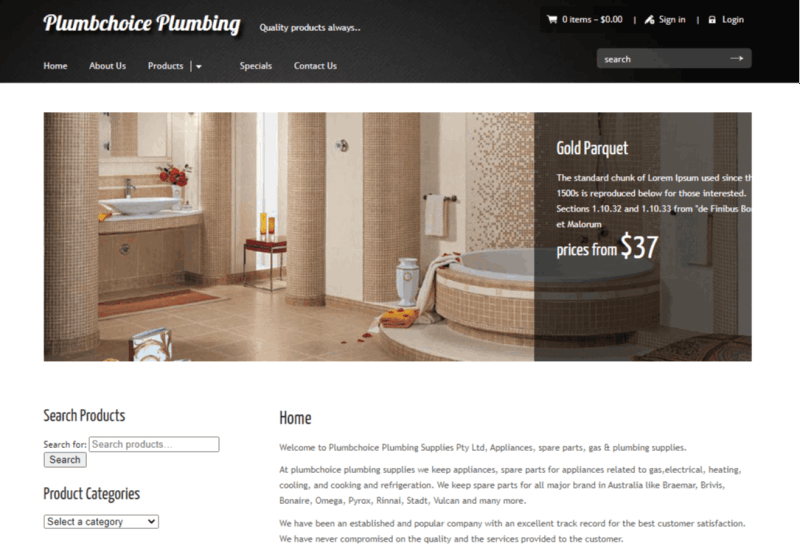 Plumbchoice Plumbing
Quality products always..
0 items – $0.00 | Sign in | Login
Home About Us Products Specials Contact Us
search
Gold Parquet
The standard chunk of Lorem Ipsum used since th
1500s is reproduced below for those interested.
Sections 1.10.32 and 1.10.33 from "de Finibus Bo
et Malorum
prices from $37
Search Products
Search for: Search products...
Search
Product Categories
Select a category
Home
Welcome to Plumbchoice Plumbing Supplies Pty Ltd, Appliances, spare parts, gas & plumbing supplies.
At plumbchoice plumbing supplies we keep appliances, spare parts for appliances related to gas,electrical, heating,
cooling, and cooking and refrigeration. We keep spare parts for all major brand in Australia like Braemar, Brivis,
Bonaire, Omega, Pyrox, Rinnai, Stadt, Vulcan and many more.
We have been an established and popular company with an excellent track record for the best customer satisfaction.
We have never compromised on the quality and the services provided to the customer.